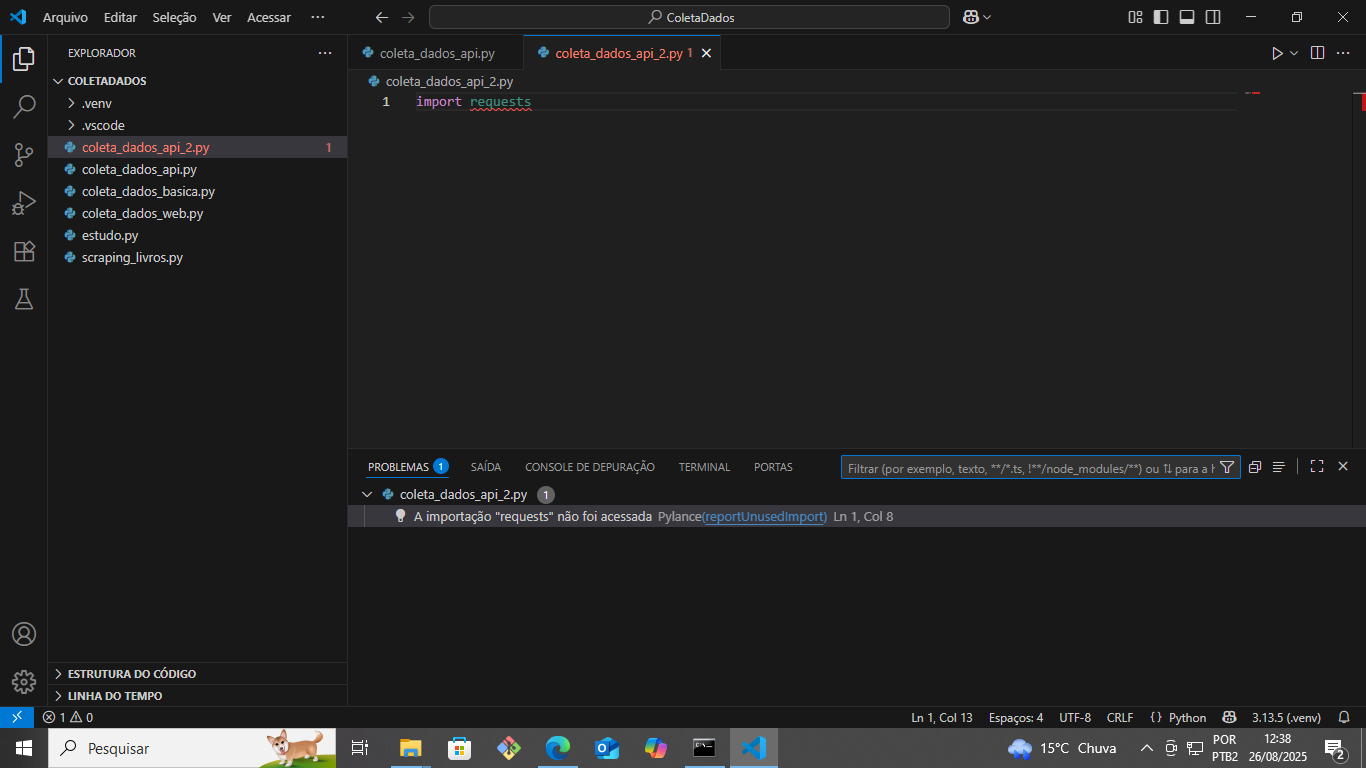 Arquivo Editar Seleção Ver Acessar ··· ColetaDados
EXPLORADOR ···
COLETADADOS
.venv
.vscode
coleta_dados_api_2.py 1
coleta_dados_api.py
coleta_dados_basica.py
coleta_dados_web.py
estudo.py
scraping_livros.py
ESTRUTURA DO CÓDIGO
LINHA DO TEMPO
coleta_dados_api.py coleta_dados_api_2.py 1
coleta_dados_api_2.py
1 import requests
PROBLEMAS 1 SAÍDA CONSOLE DE DEPURAÇÃO TERMINAL PORTAS Filtrar (por exemplo, texto, **/*.ts, !**/node_modules/**) ou ⇅ para a
coleta_dados_api_2.py 1
A importação "requests" não foi acessada Pylance(reportUnusedImport) Ln 1, Col 8
1 0 Ln 1, Col 13 Espaços: 4 UTF-8 CRLF {} Python 3.13.5 (.venv)
Pesquisar 15°C Chuva POR PTB2 12:38 26/08/2025 2